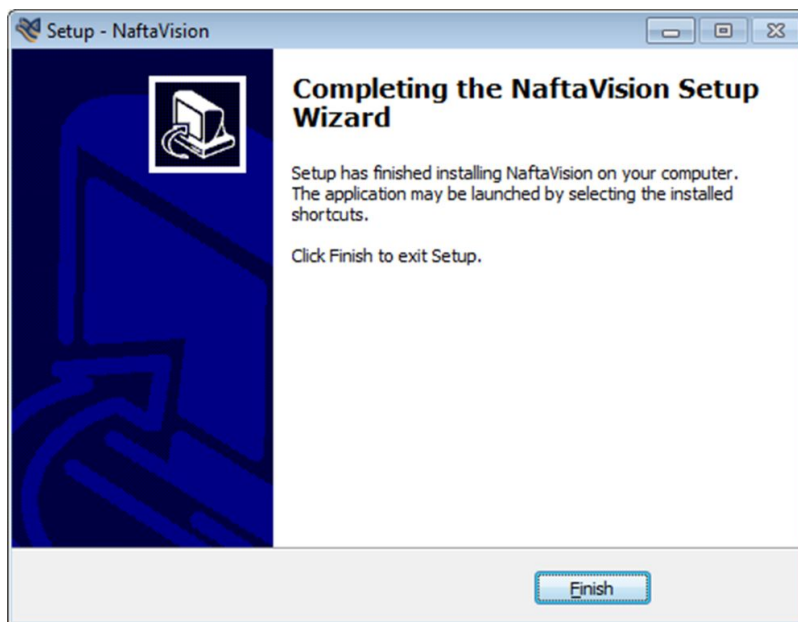 Setup - NaftaVision
Completing the NaftaVision Setup
Wizard
Setup has finished installing NaftaVision on your computer.
The application may be launched by selecting the installed
shortcuts.
Click Finish to exit Setup.
Finish